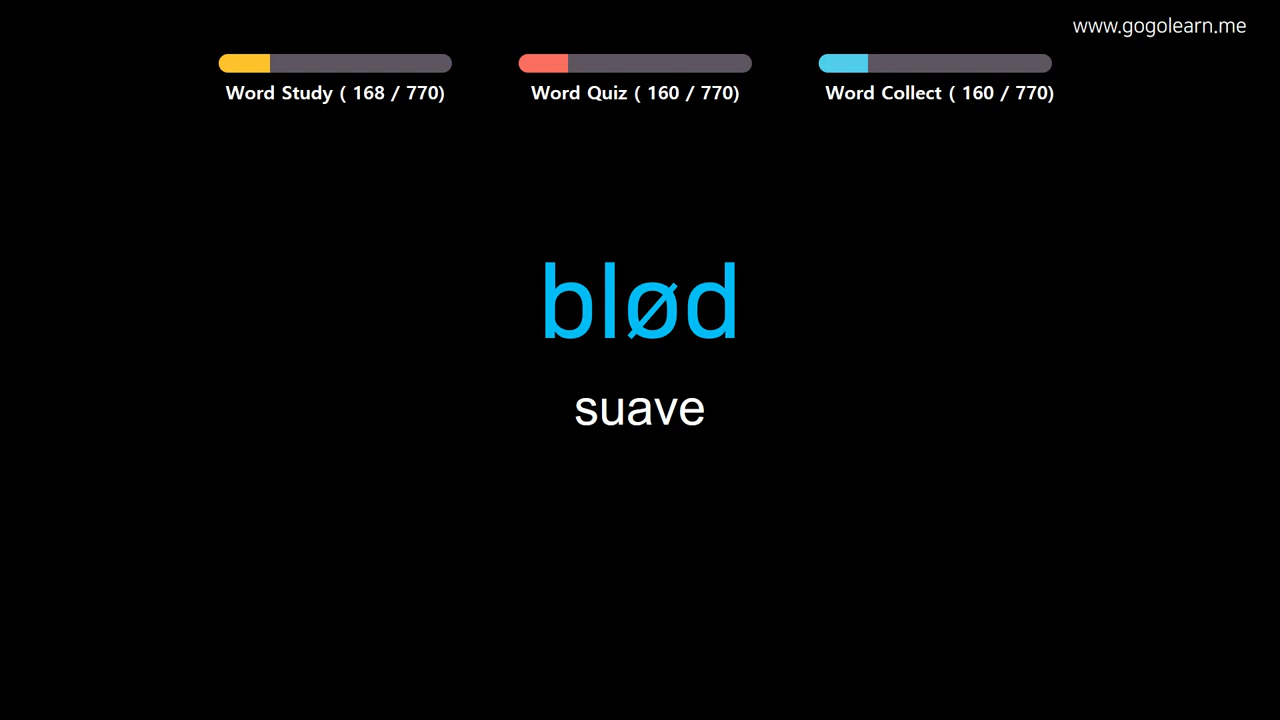 www.gogolearn.me
Word Study ( 168 / 770)
Word Quiz ( 160 / 770)
Word Collect ( 160 / 770)
blød
suave